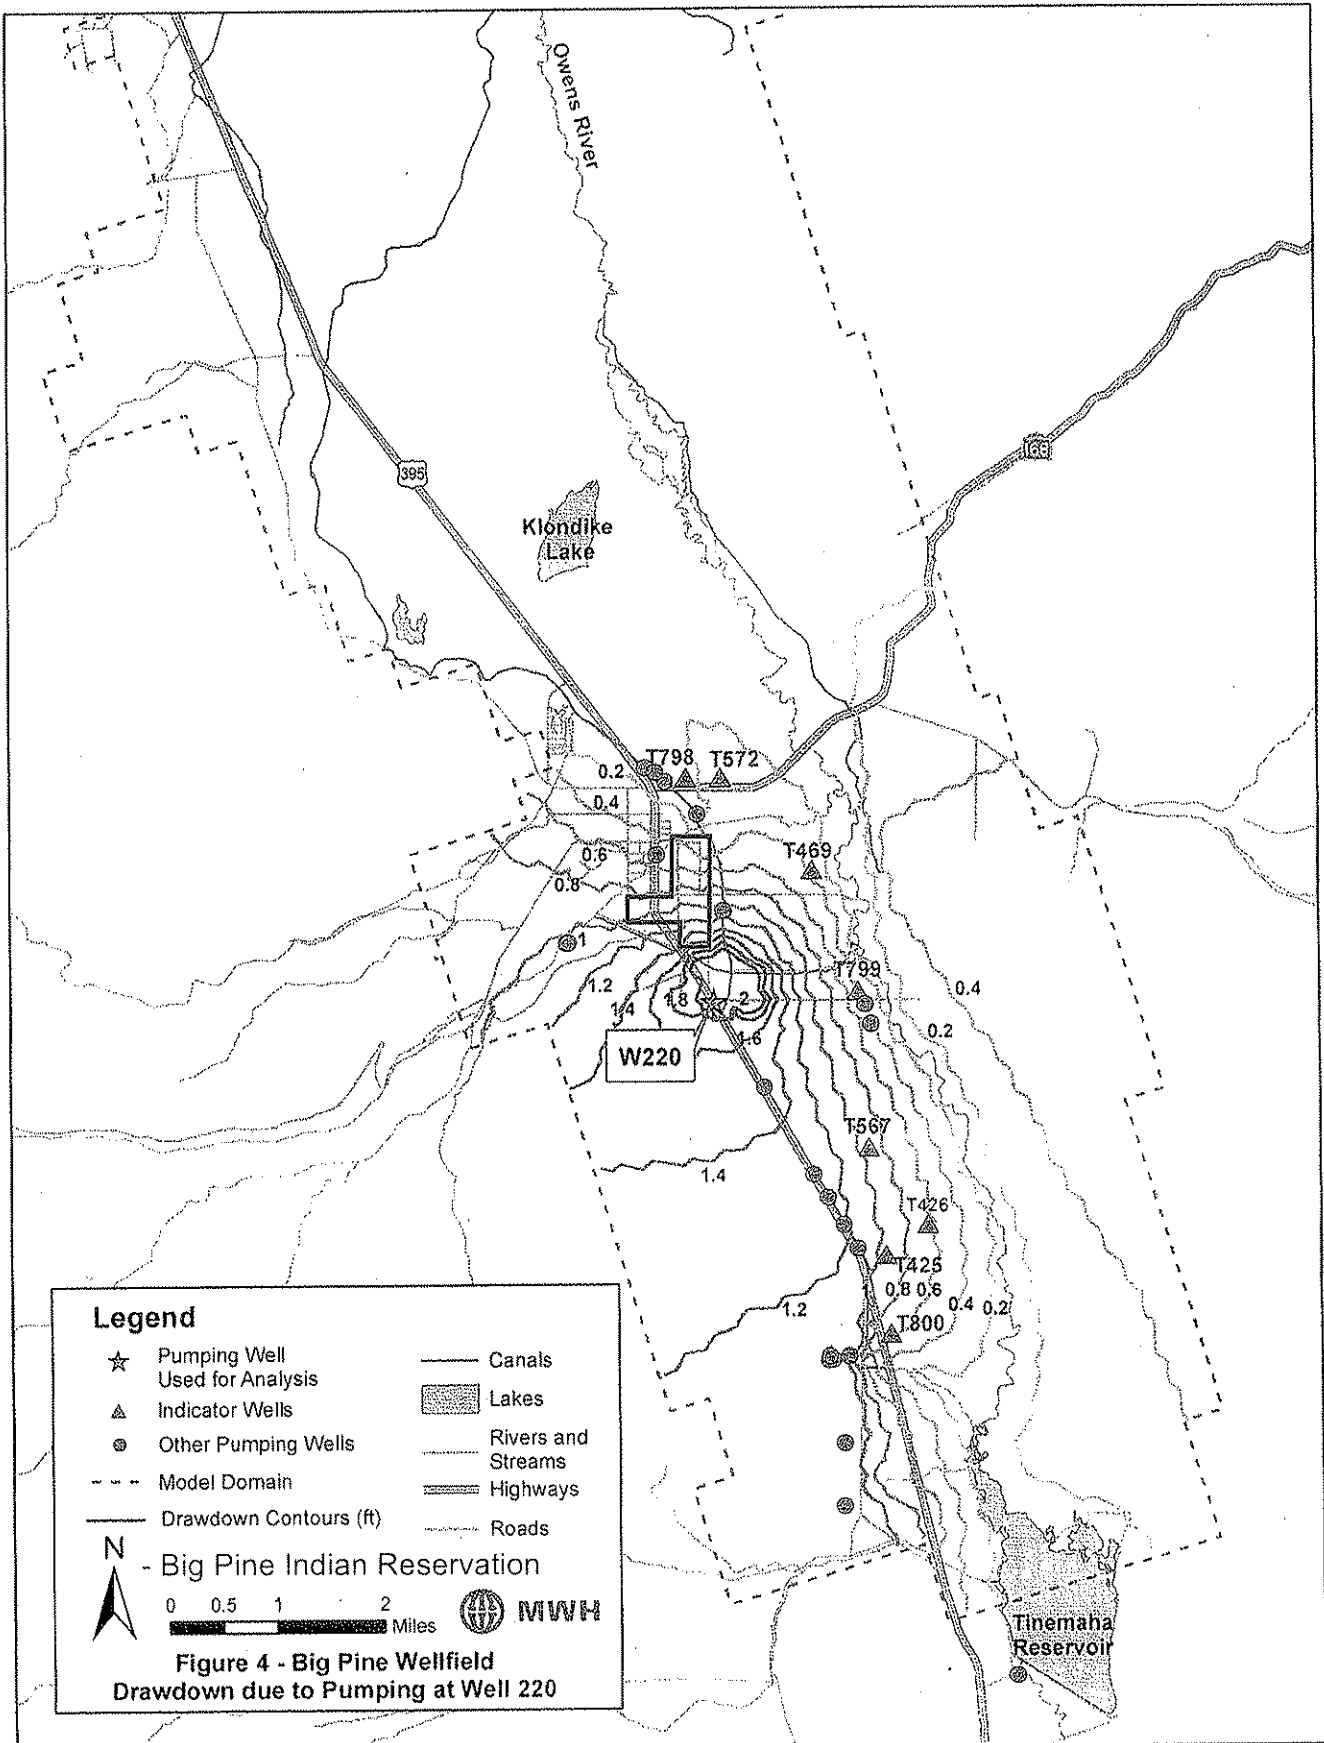 Owens River
395
168
Klondike
Lake
T798
T572
0.2
0.4
0.6
0.8
T469
1
1.2
1.4
1.8
2
T799
0.4
0.2
1.6
W220
T567
1.4
T426
T425
1.2
1
0.8
0.6
0.4
0.2
T800
Legend
Pumping Well
Used for Analysis
Indicator Wells
Other Pumping Wells
Model Domain
Drawdown Contours (ft)
Canals
Lakes
Rivers and
Streams
Highways
Roads
N
- Big Pine Indian Reservation
0 0.5 1 2
Miles
MWH
Figure 4 - Big Pine Wellfield
Drawdown due to Pumping at Well 220
Tinemaha
Reservoir